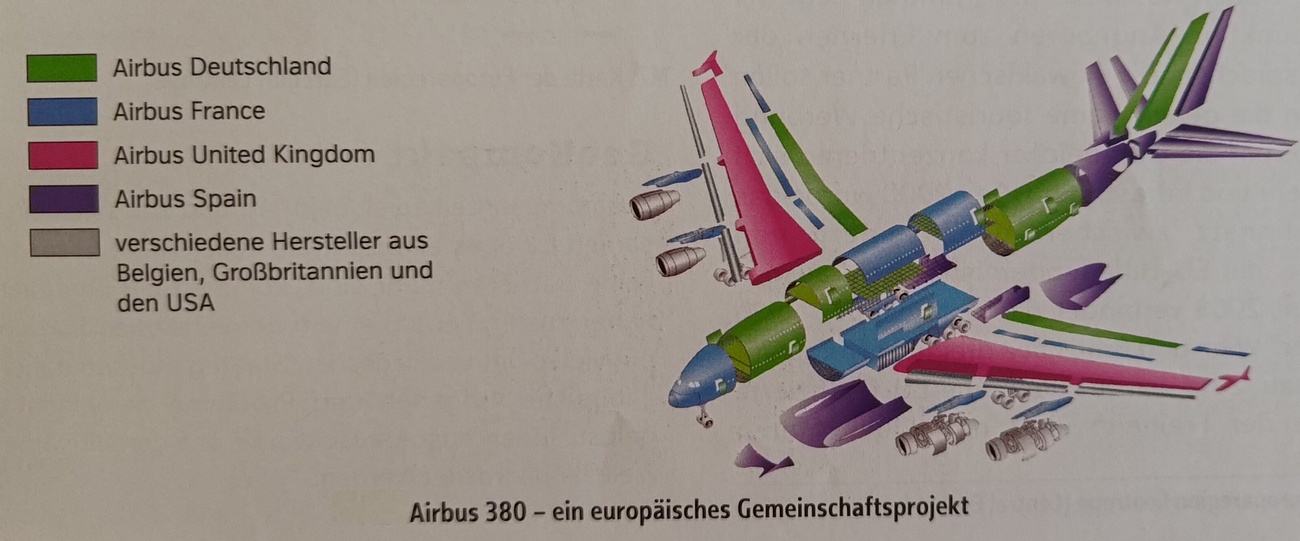 Airbus Deutschland
Airbus France
Airbus United Kingdom
Airbus Spain
verschiedene Hersteller aus
Belgien, Großbritannien und
den USA
Airbus 380 – ein europäisches Gemeinschaftsprojekt